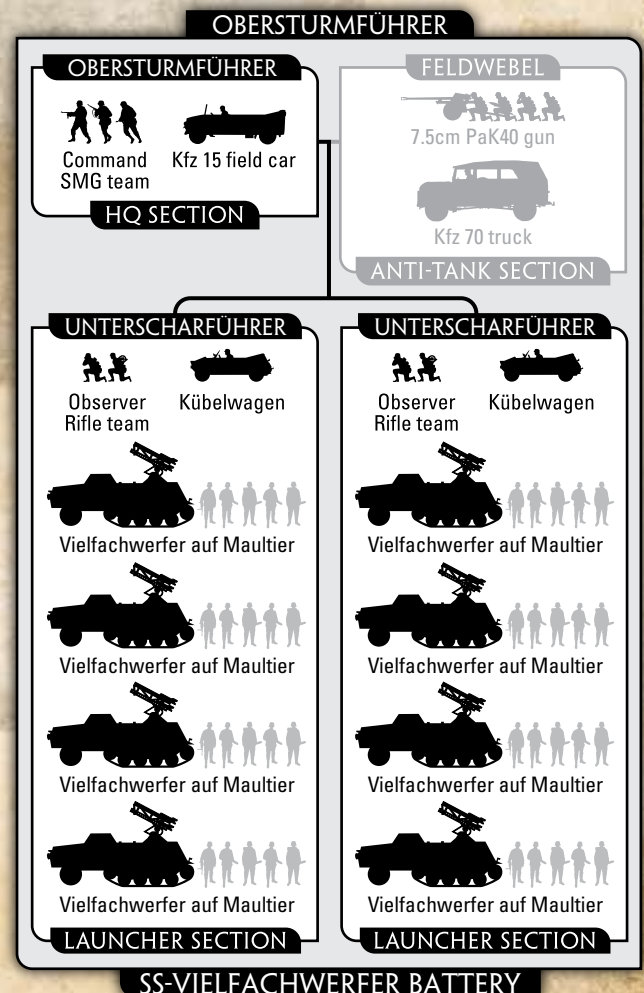 OBERSTURMFÜHRER
OBERSTURMFÜHRER
Command
SMG team
Kfz 15 field car
HQ SECTION
FELDWEBEL
7.5cm PaK40 gun
Kfz 70 truck
ANTI-TANK SECTION
UNTERSCHARFÜHRER
Observer
Rifle team
Kübelwagen
Vielfachwerfer auf Maultier
Vielfachwerfer auf Maultier
Vielfachwerfer auf Maultier
Vielfachwerfer auf Maultier
LAUNCHER SECTION
UNTERSCHARFÜHRER
Observer
Rifle team
Kübelwagen
Vielfachwerfer auf Maultier
Vielfachwerfer auf Maultier
Vielfachwerfer auf Maultier
Vielfachwerfer auf Maultier
LAUNCHER SECTION
SS-VIELFACHWERFER BATTERY